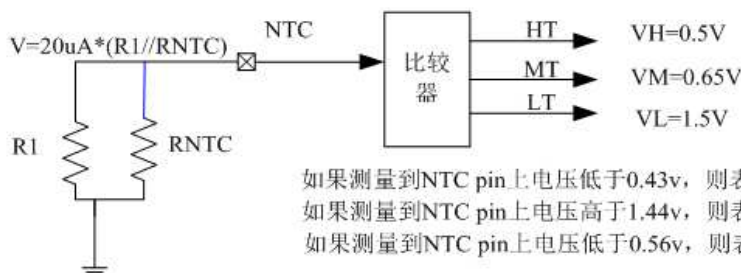 V=20uA*(R1//RNTC)
NTC
比较
器
HT
VH=0.5V
MT
VM=0.65V
LT
VL=1.5V
R1
RNTC
如果测量到NTC pin上电压低于0.43v，则表
如果测量到NTC pin上电压高于1.44v，则表
如果测量到NTC pin上电压低于0.56v，则表